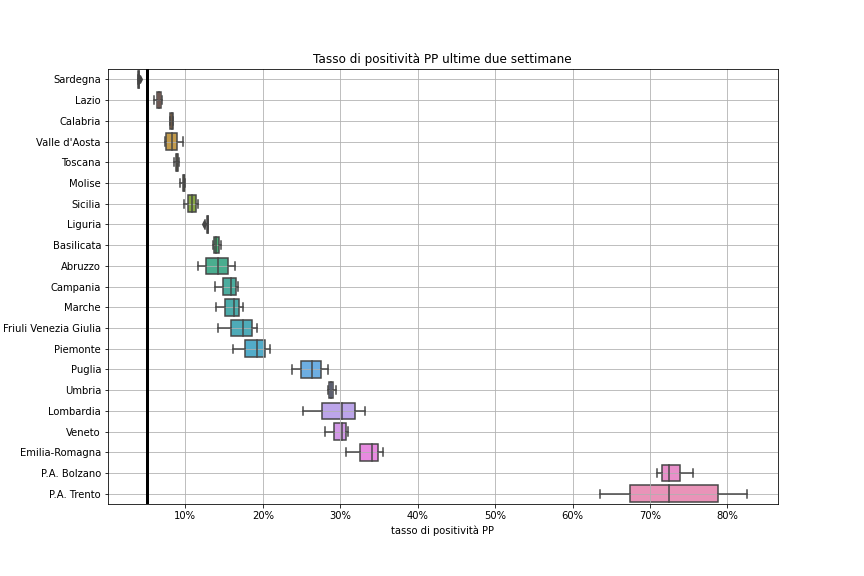 Tasso di positività PP ultime due settimane
Sardegna
Lazio
Calabria
Valle d'Aosta
Toscana
Molise
Sicilia
Liguria
Basilicata
Abruzzo
Campania
Marche
Friuli Venezia Giulia
Piemonte
Puglia
Umbria
Lombardia
Veneto
Emilia-Romagna
P.A. Bolzano
P.A. Trento
10% 20% 30% 40% 50% 60% 70% 80%
tasso di positività PP